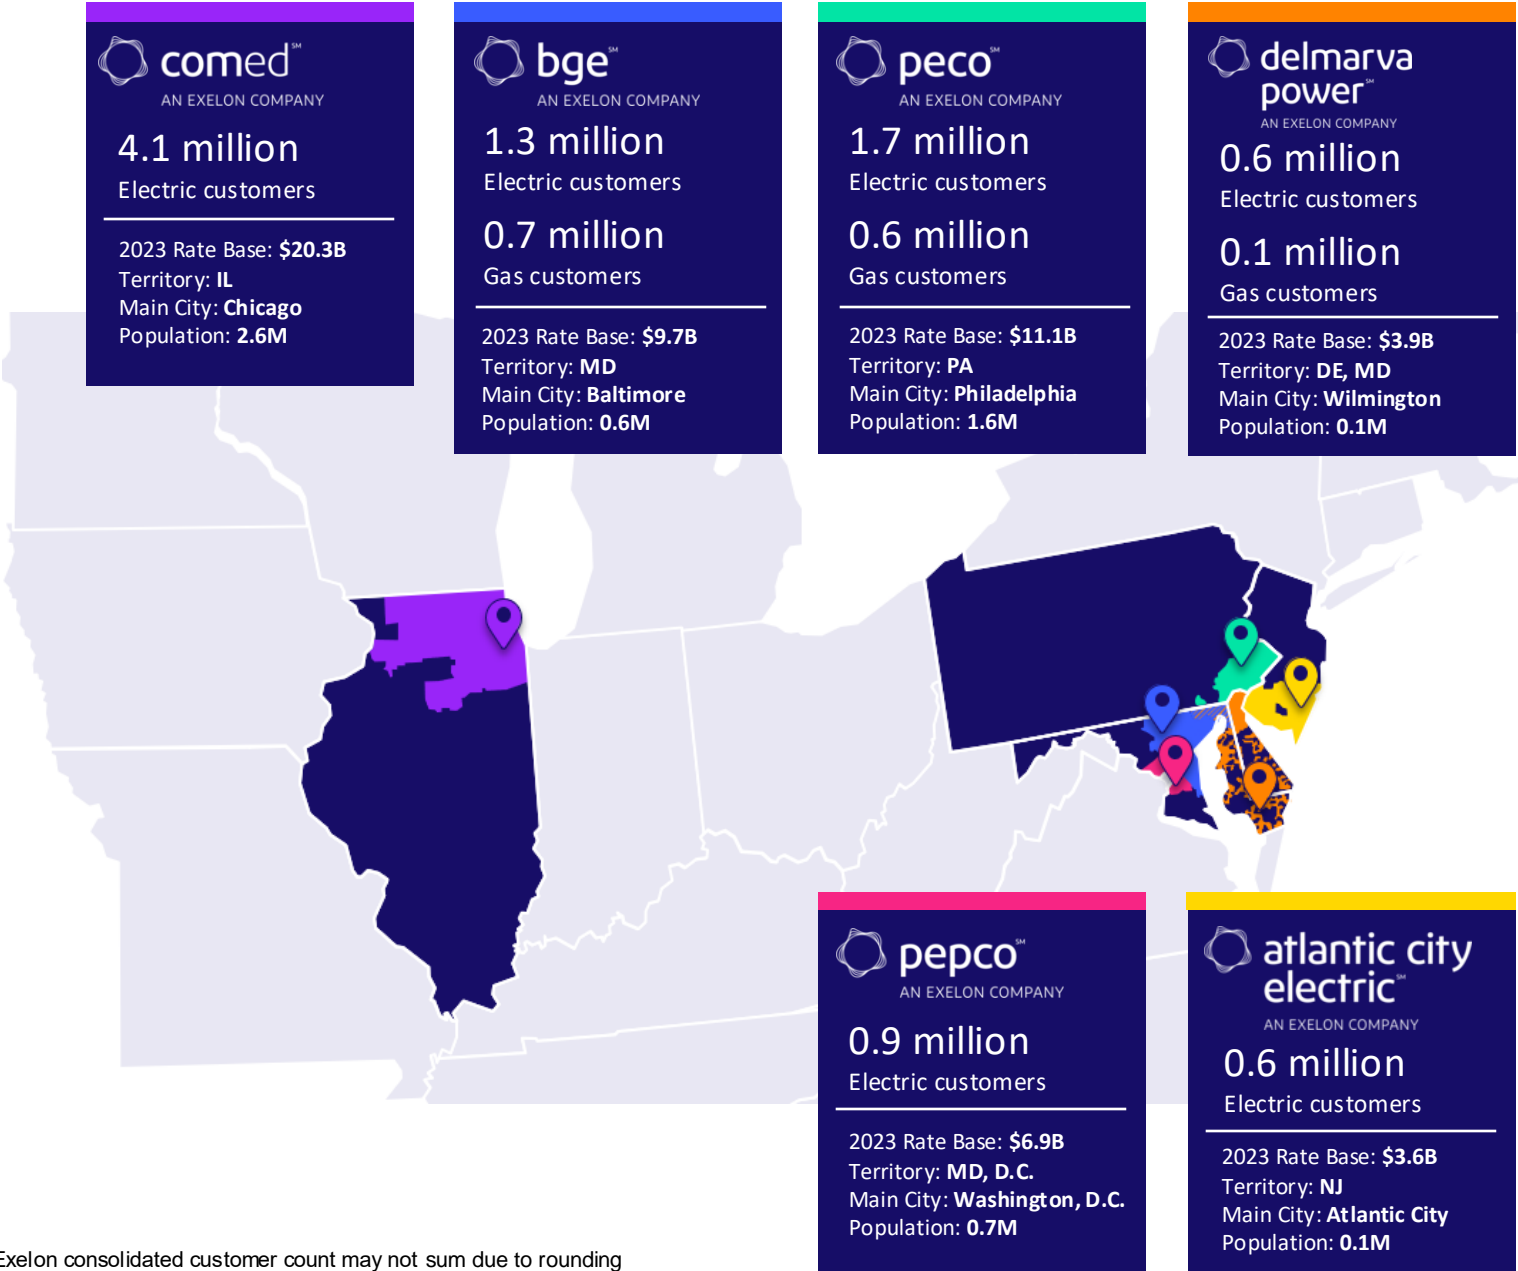 comed℠
AN EXELON COMPANY
4.1 million
Electric customers
2023 Rate Base: $20.3B
Territory: IL
Main City: Chicago
Population: 2.6M
bge℠
AN EXELON COMPANY
1.3 million
Electric customers
0.7 million
Gas customers
2023 Rate Base: $9.7B
Territory: MD
Main City: Baltimore
Population: 0.6M
peco℠
AN EXELON COMPANY
1.7 million
Electric customers
0.6 million
Gas customers
2023 Rate Base: $11.1B
Territory: PA
Main City: Philadelphia
Population: 1.6M
delmarva
power℠
AN EXELON COMPANY
0.6 million
Electric customers
0.1 million
Gas customers
2023 Rate Base: $3.9B
Territory: DE, MD
Main City: Wilmington
Population: 0.1M
pepco℠
AN EXELON COMPANY
0.9 million
Electric customers
2023 Rate Base: $6.9B
Territory: MD, D.C.
Main City: Washington, D.C.
Population: 0.7M
atlantic city
electric℠
AN EXELON COMPANY
0.6 million
Electric customers
2023 Rate Base: $3.6B
Territory: NJ
Main City: Atlantic City
Population: 0.1M
Exelon consolidated customer count may not sum due to rounding